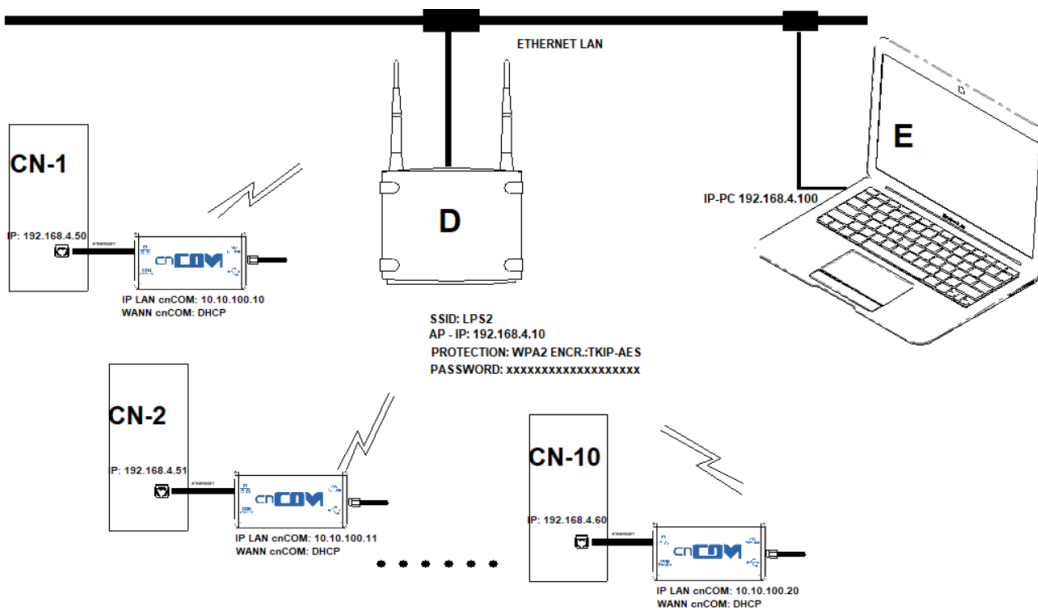 ETHERNET LAN
CN-1
IP: 192.168.4.50
ETHERNET
cnCOM
IP LAN cnCOM: 10.10.100.10
WANN cnCOM: DHCP
D
E
IP-PC 192.168.4.100
SSID: LPS2
AP - IP: 192.168.4.10
PROTECTION: WPA2 ENCR.:TKIP-AES
PASSWORD: xxxxxxxxxxxxxxxxxxx
CN-2
IP: 192.168.4.51
ETHERNET
cnCOM
IP LAN cnCOM: 10.10.100.11
WANN cnCOM: DHCP
CN-10
IP: 192.168.4.60
ETHERNET
cnCOM
IP LAN cnCOM: 10.10.100.20
WANN cnCOM: DHCP